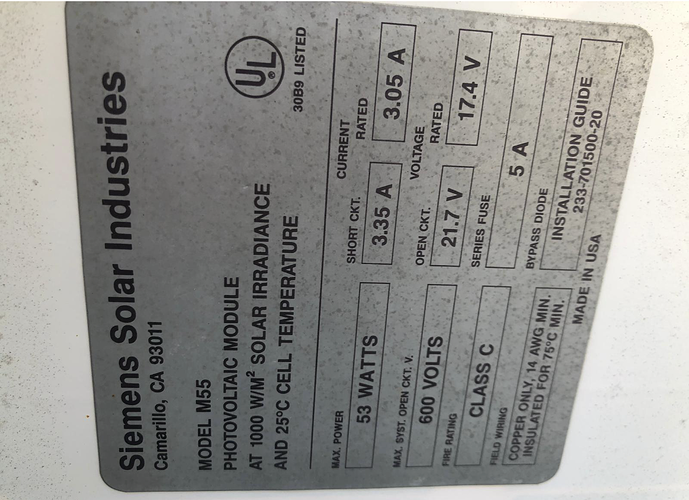 Siemens Solar Industries
Camarillo, CA 93011
MODEL M55
PHOTOVOLTAIC MODULE
AT 1000 W/M² SOLAR IRRADIANCE
AND 25°C CELL TEMPERATURE
UL
30B9 LISTED
MAX. POWER
53 WATTS
CURRENT
SHORT CKT.
3.35 A
RATED
3.05 A
MAX. SYST. OPEN CKT. V.
600 VOLTS
VOLTAGE
OPEN CKT.
21.7 V
RATED
17.4 V
FIRE RATING
CLASS C
SERIES FUSE
5 A
FIELD WIRING
COPPER ONLY, 14 AWG MIN.
INSULATED FOR 75°C MIN.
BYPASS DIODE
INSTALLATION GUIDE
233-701500-20
MADE IN USA